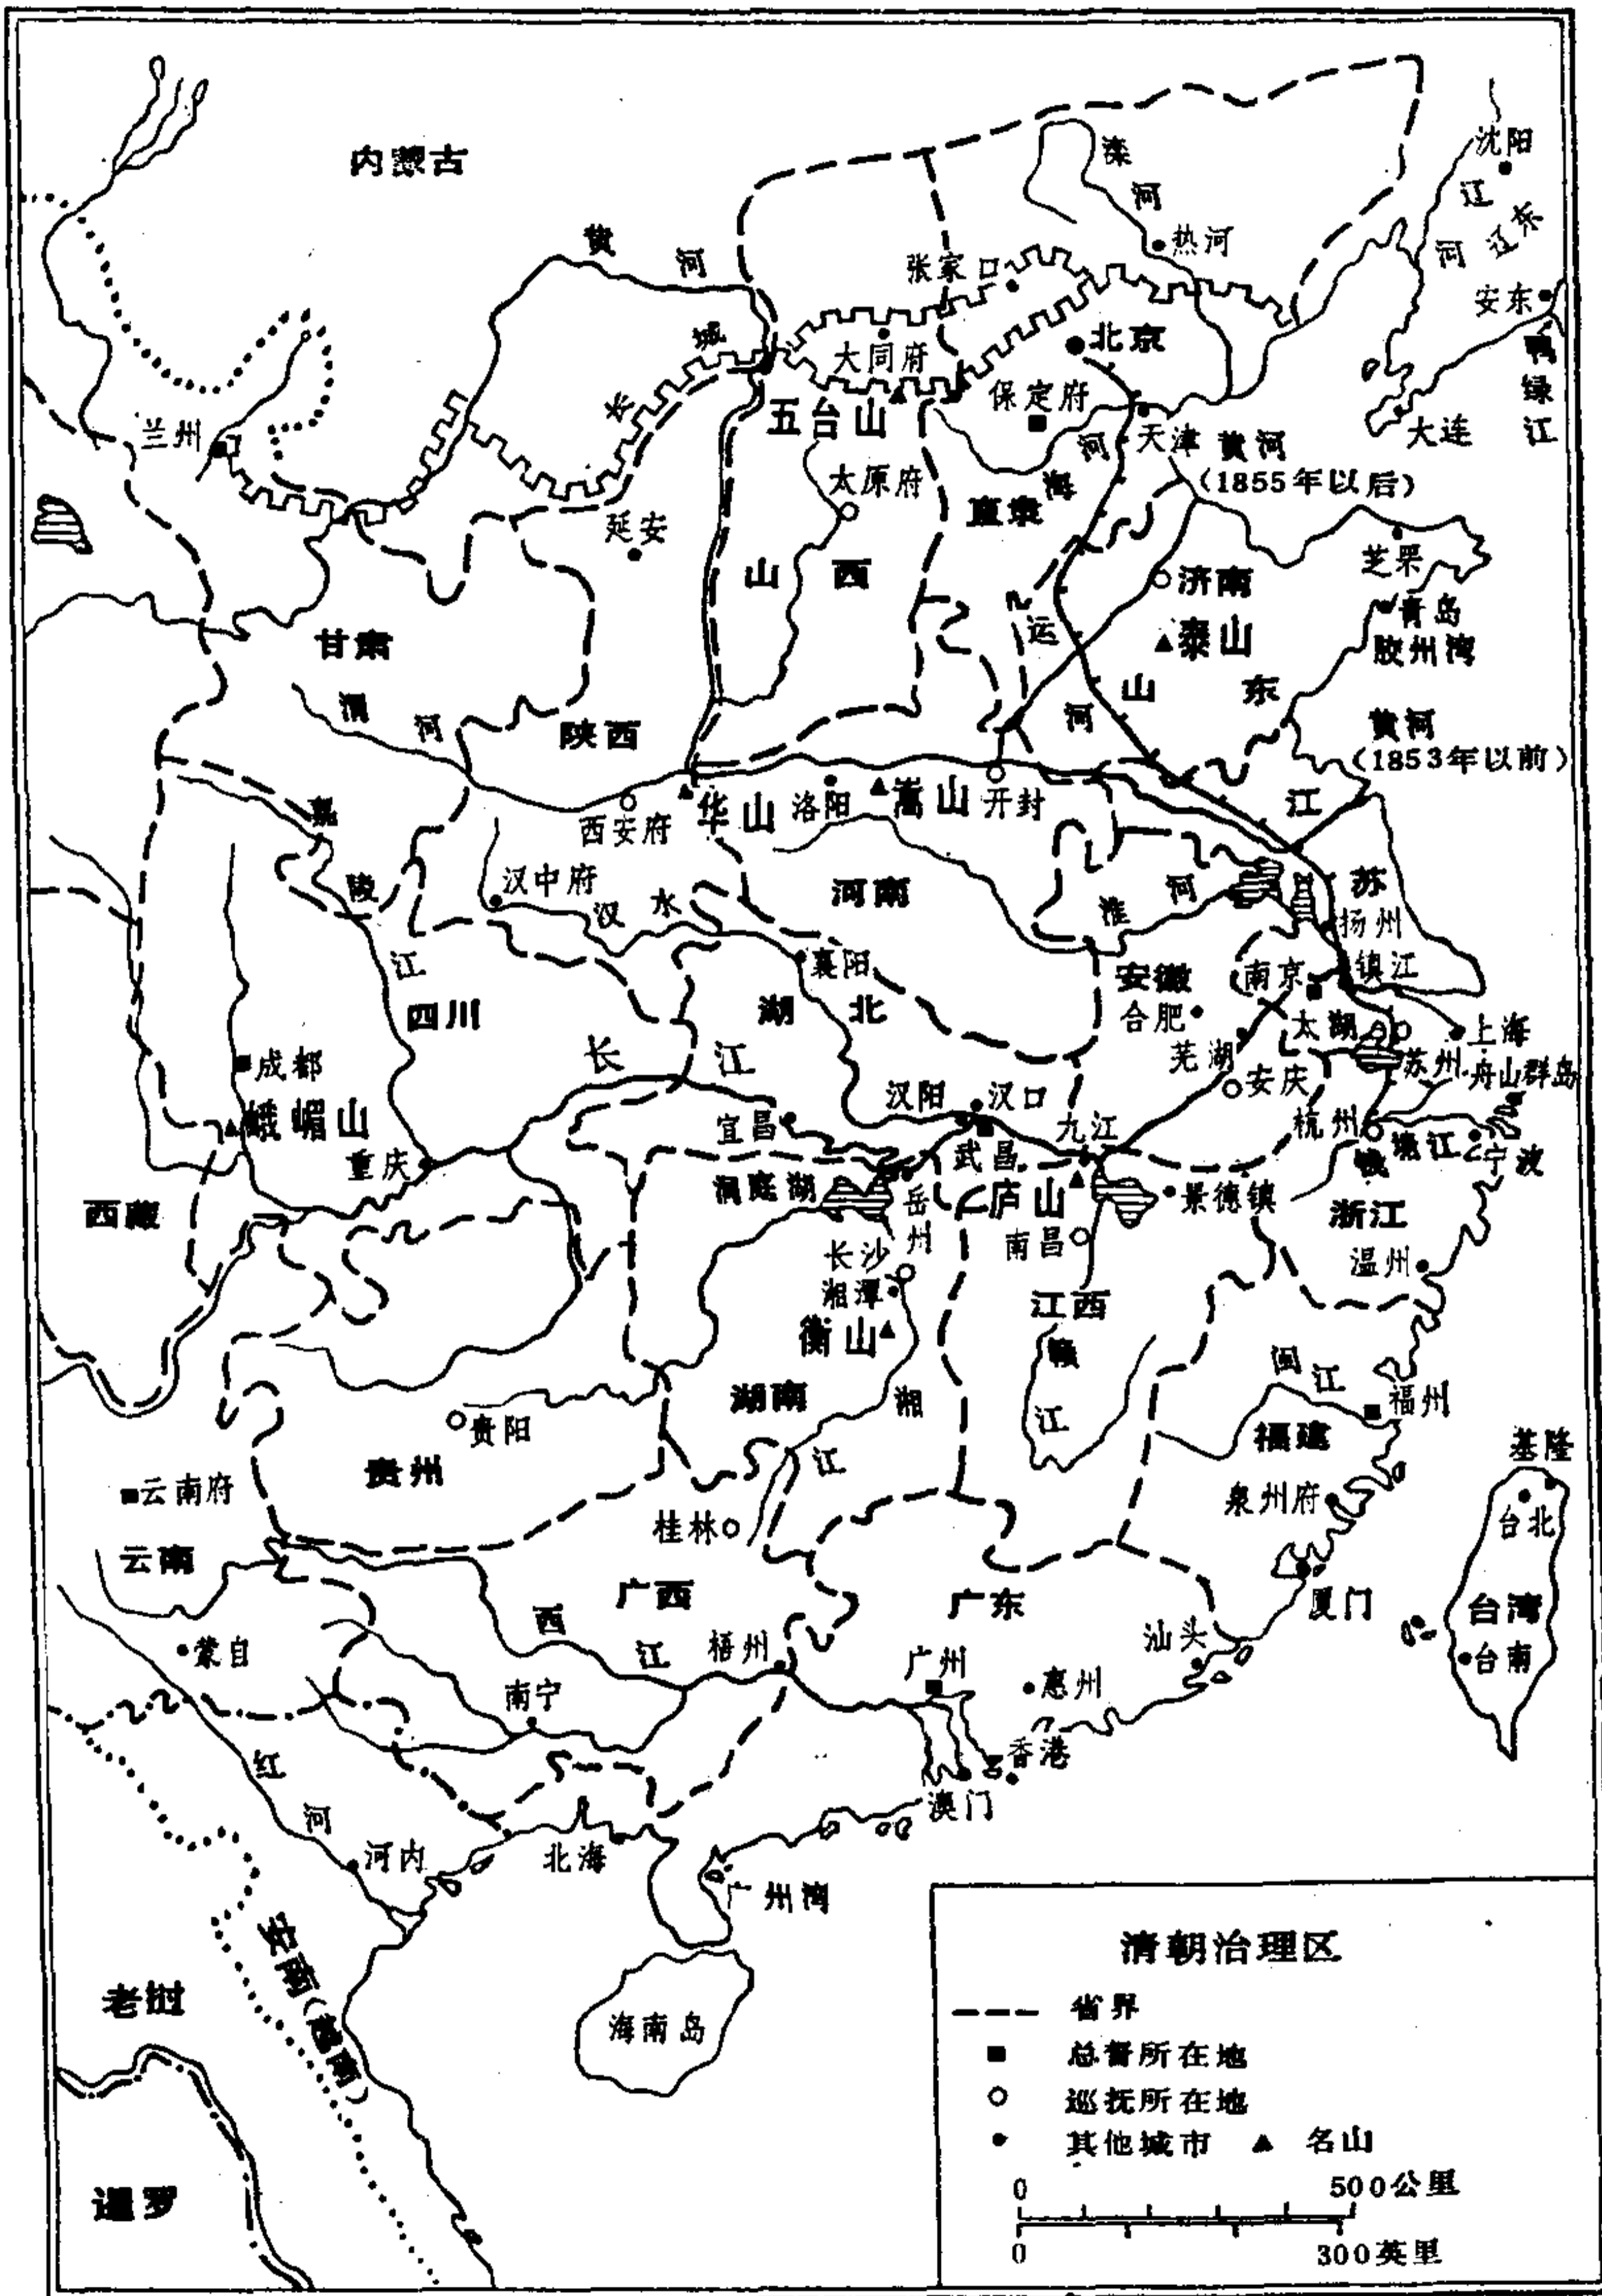 内蒙古
滦河
沈阳
辽河
辽东
热河
张家口
黄河
安东
鸭绿江
长城
大同府
北京
五台山
保定府
大连
兰州
天津
海河
黄河
(1855年以后)
太原府
直隶
延安
山西
芝罘
济南
青岛
胶州湾
泰山
运河
山东
甘肃
渭河
陕西
黄河
(1853年以前)
华山
洛阳
嵩山
开封
西安府
江苏
嘉陵江
汉中府
汉水
河南
淮河
扬州
镇江
襄阳
安徽
南京
合肥
四川
湖北
太湖
上海
芜湖
苏州
舟山群岛
长江
成都
安庆
峨嵋山
汉阳
汉口
宜昌
九江
杭州
钱塘江
宁波
武昌
重庆
洞庭湖
岳州
庐山
景德镇
西藏
浙江
南昌
长沙
温州
湘潭
江西
衡山
赣江
闽江
湖南
湘江
福州
贵阳
福建
贵州
基隆
云南府
泉州府
台北
桂林
云南
广西
广东
厦门
台湾
西江
汕头
蒙自
梧州
台南
广州
惠州
南宁
香港
红河
澳门
河内
北海
广州湾
安南(越南)
老挝
海南岛
暹罗
清朝治理区
省界
总督所在地
巡抚所在地
其他城市 名山
0 500公里
0 300英里